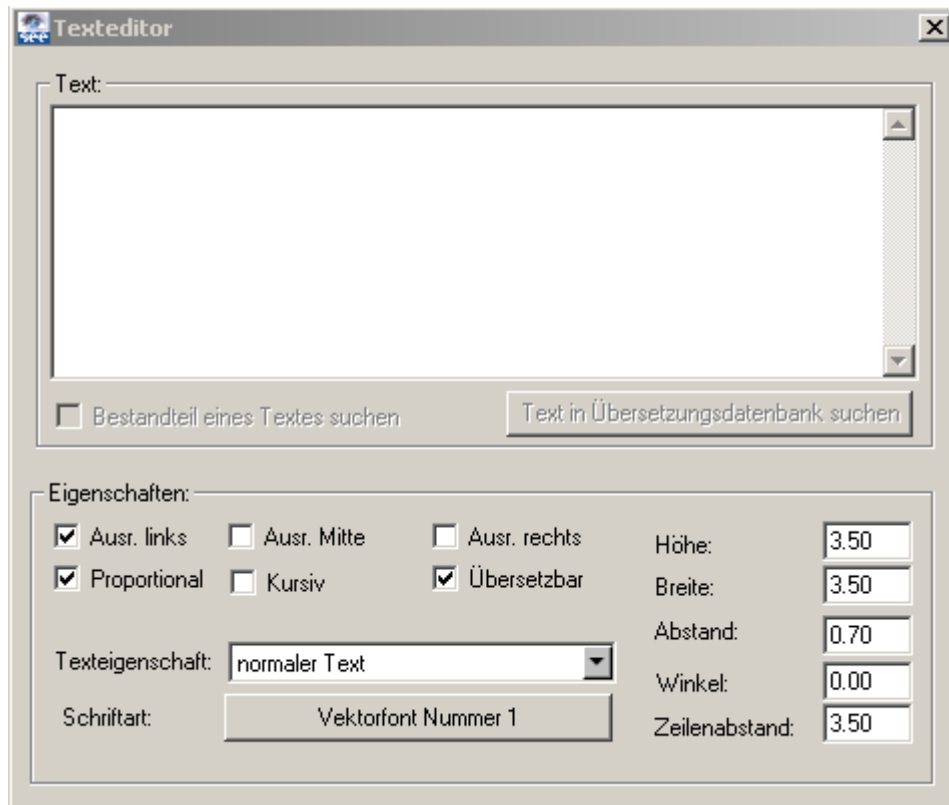 see Texteditor
Text:
Bestandteil eines Textes suchen Text in Übersetzungsdatenbank suchen
Eigenschaften:
Ausr. links Ausr. Mitte Ausr. rechts Höhe: 3.50
Proportional Kursiv Übersetzbar Breite: 3.50
Abstand: 0.70
Texteigenschaft: normaler Text Winkel: 0.00
Schriftart: Vektorfont Nummer 1 Zeilenabstand: 3.50